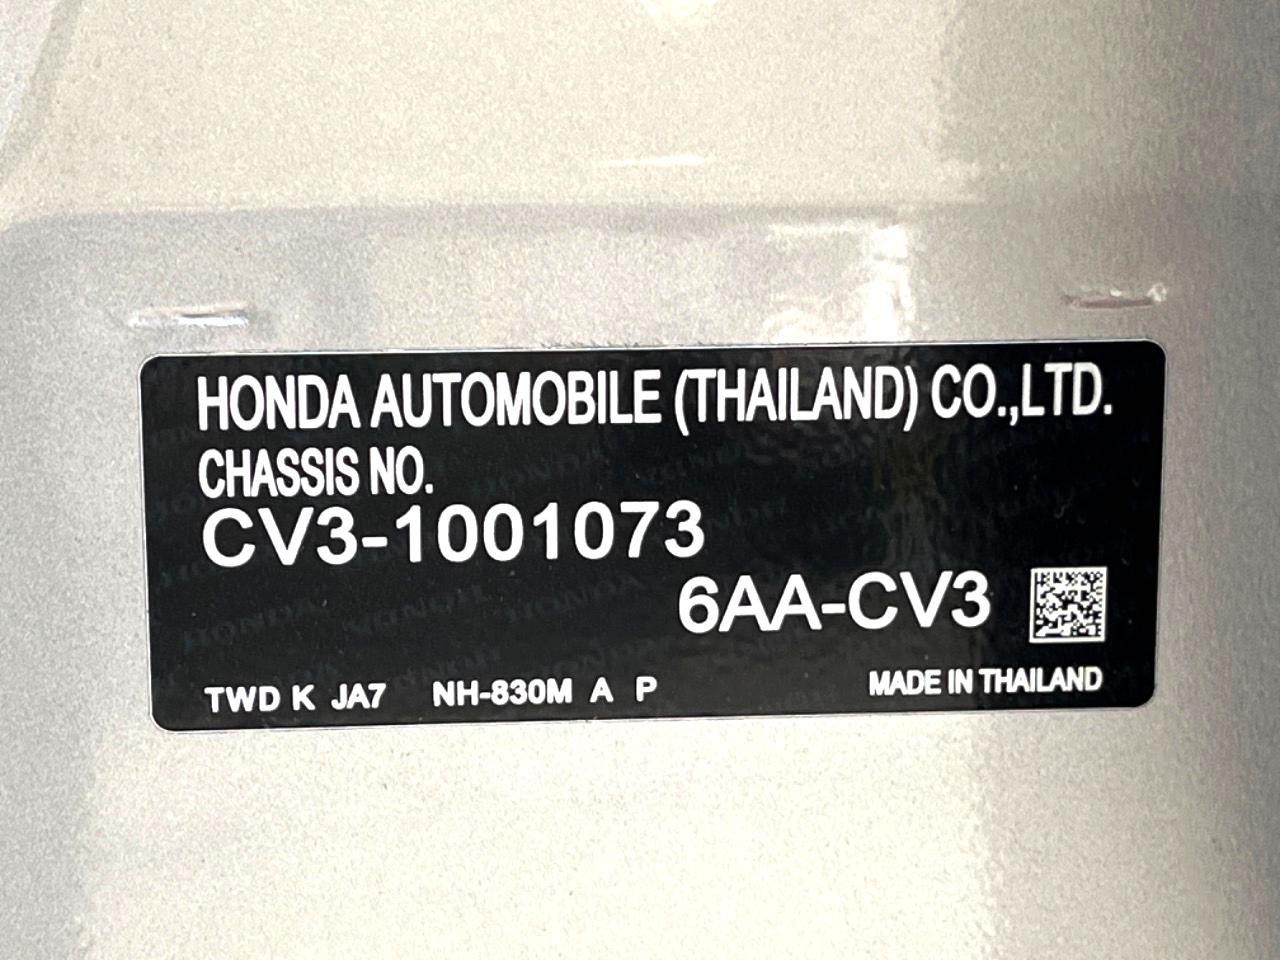 HONDA AUTOMOBILE (THAILAND) CO.,LTD.
CHASSIS NO.
CV3-1001073
6AA-CV3
TWD K JA7 NH-830M A P MADE IN THAILAND